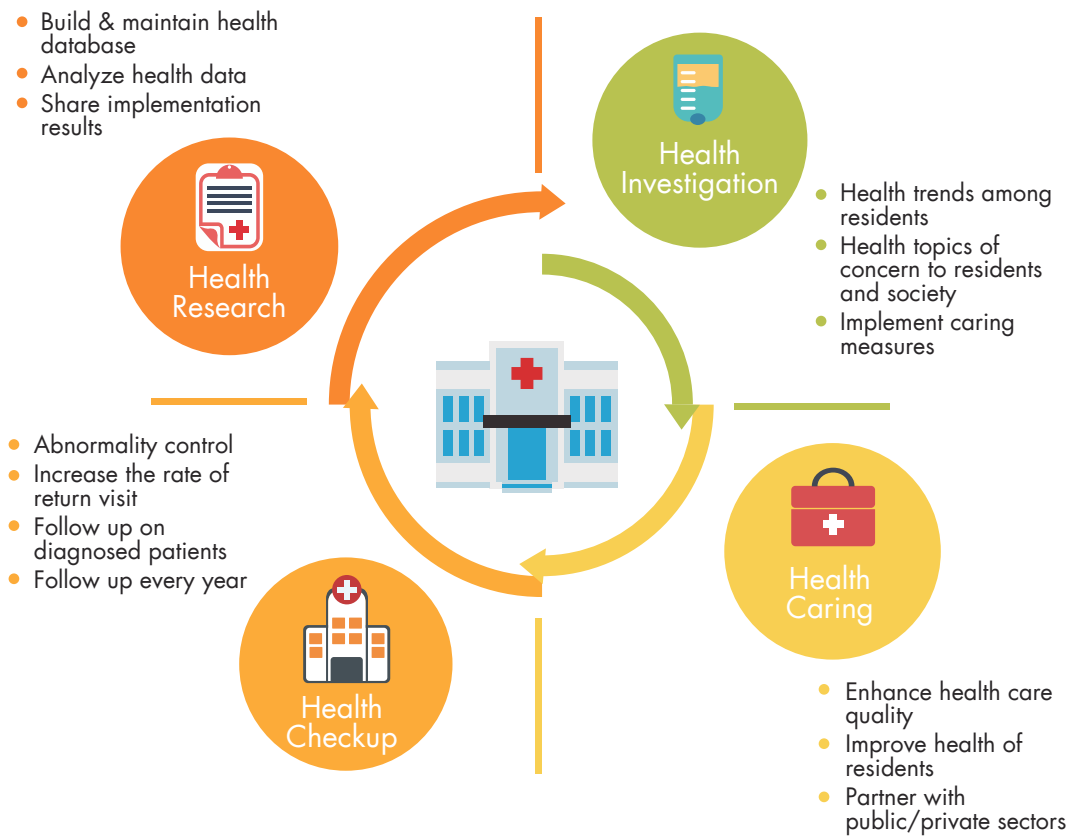 Build & maintain health
database
Analyze health data
Share implementation
results
Health
Research
Health
Investigation
Health trends among
residents
Health topics of
concern to residents
and society
Implement caring
measures
Abnormality control
Increase the rate of
return visit
Follow up on
diagnosed patients
Follow up every year
Health
Checkup
Health
Caring
Enhance health care
quality
Improve health of
residents
Partner with
public/private sectors